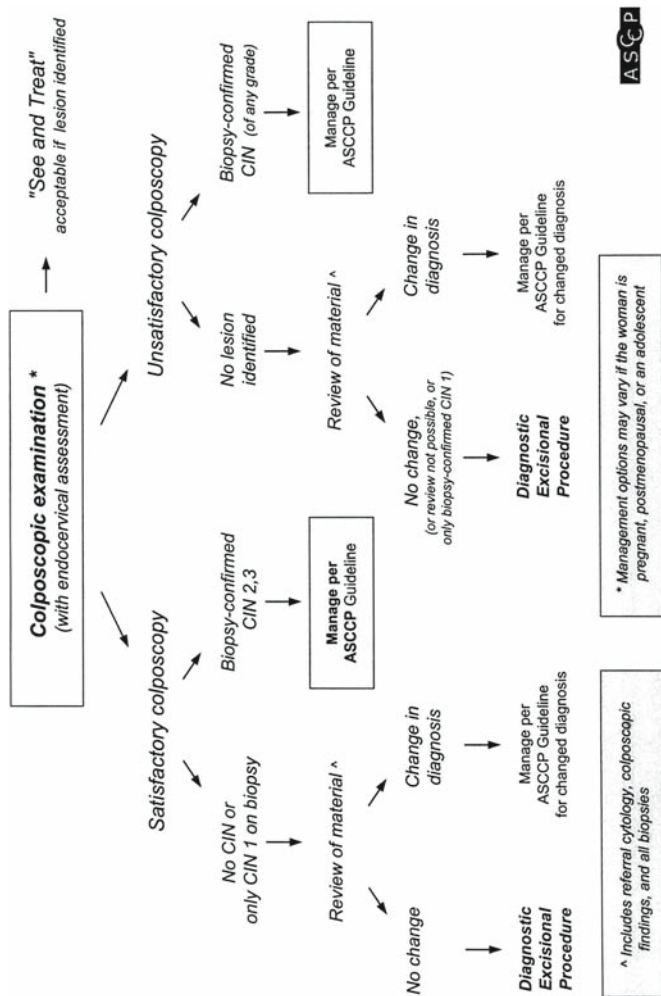 Colposcopic examination *
(with endocervical assessment)
"See and Treat"
acceptable if lesion identified
Satisfactory colposcopy
Unsatisfactory colposcopy
No CIN or
only CIN 1 on biopsy
Biopsy-confirmed
CIN 2,3
No lesion
identified
Biopsy-confirmed
CIN (of any grade)
Review of material ^
Manage per
ASCCP Guideline
Review of material ^
Manage per
ASCCP Guideline
No change
Change in
diagnosis
No change,
(or review not possible, or
only biopsy-confirmed CIN 1)
Change in
diagnosis
Diagnostic
Excisional
Procedure
Manage per
ASCCP Guideline
for changed diagnosis
Diagnostic
Excisional
Procedure
Manage per
ASCCP Guideline
for changed diagnosis
^ Includes referral cytology, colposcopic
findings, and all biopsies
* Management options may vary if the woman is
pregnant, postmenopausal, or an adolescent
ASCCP